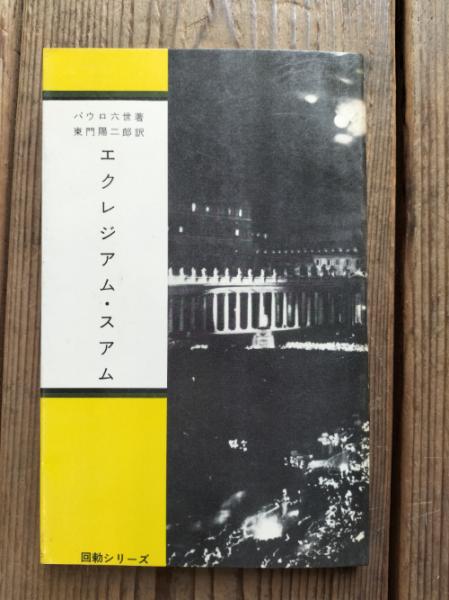 パウロ六世著
東門陽二郎訳
エクレジアム・スアム
回勅シリーズ